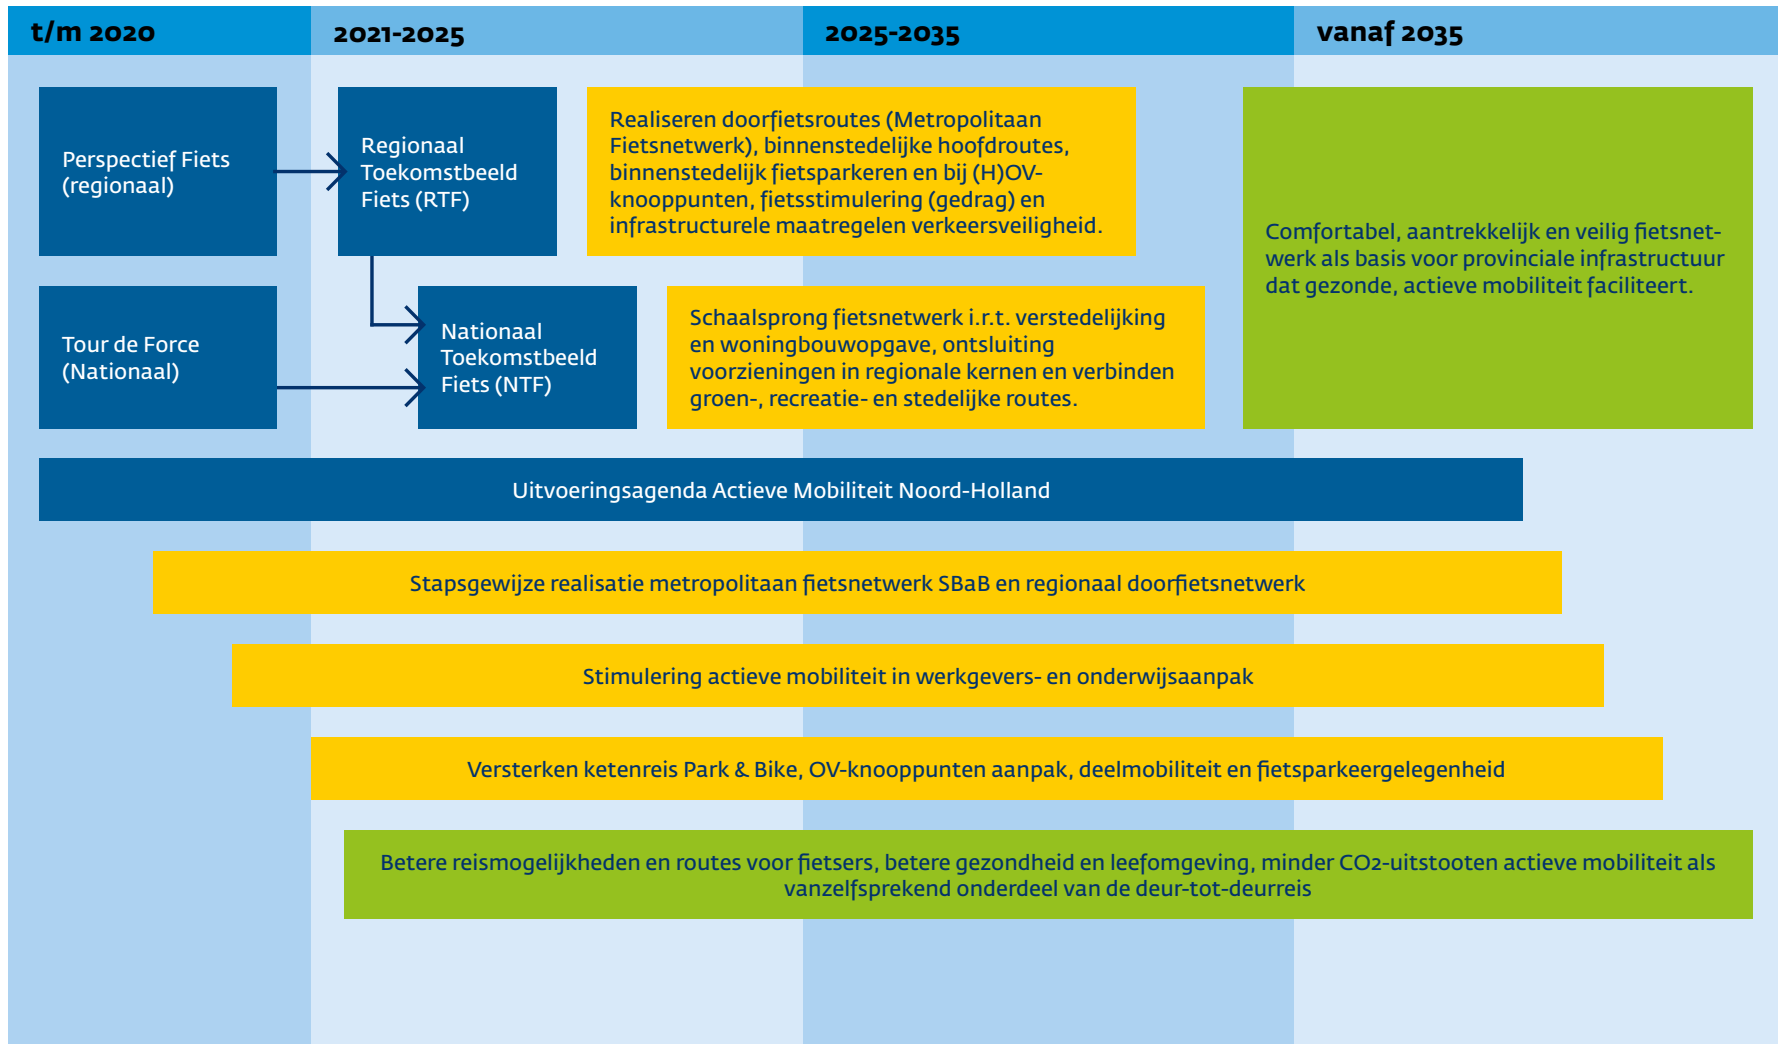 t/m 2020
2021-2025
2025-2035
vanaf 2035
Perspectief Fiets
(regionaal)
Regionaal
Toekomstbeeld
Fiets (RTF)
Realiseren doorfietsroutes (Metropolitaan
Fietsnetwerk), binnenstedelijke hoofdroutes,
binnenstedelijk fietsparkeren en bij (H)OV-
knooppunten, fietsstimulering (gedrag) en
infrastructurele maatregelen verkeersveiligheid.
Comfortabel, aantrekkelijk en veilig fietsnet-
werk als basis voor provinciale infrastructuur
dat gezonde, actieve mobiliteit faciliteert.
Tour de Force
(Nationaal)
Nationaal
Toekomstbeeld
Fiets (NTF)
Schaalsprong fietsnetwerk i.r.t. verstedelijking
en woningbouwopgave, ontsluiting
voorzieningen in regionale kernen en verbinden
groen-, recreatie- en stedelijke routes.
Uitvoeringsagenda Actieve Mobiliteit Noord-Holland
Stapsgewijze realisatie metropolitaan fietsnetwerk SBaB en regionaal doorfietsnetwerk
Stimulering actieve mobiliteit in werkgevers- en onderwijsaanpak
Versterken ketenreis Park & Bike, OV-knooppunten aanpak, deelmobiliteit en fietsparkeergelegenheid
Betere reismogelijkheden en routes voor fietsers, betere gezondheid en leefomgeving, minder CO2-uitstooten actieve mobiliteit als
vanzelfsprekend onderdeel van de deur-tot-deurreis